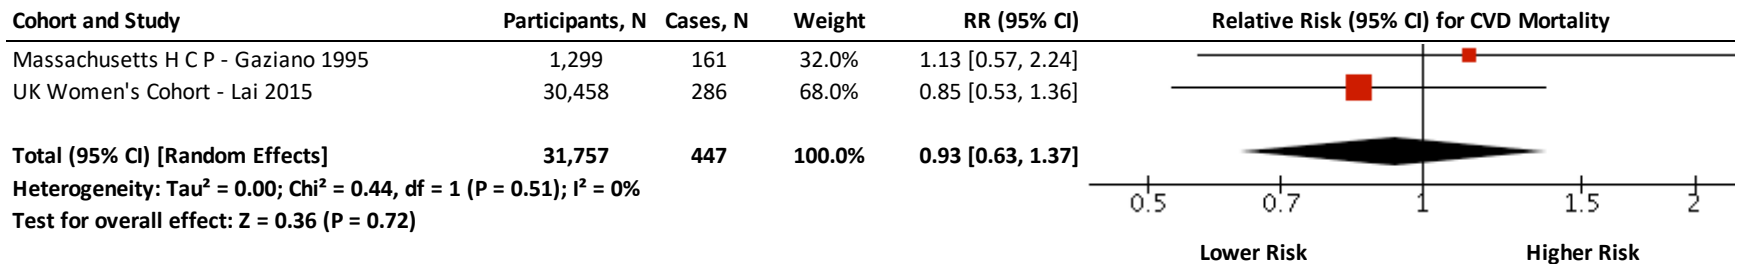 Cohort and Study Participants, N Cases, N Weight RR (95% CI) Relative Risk (95% CI) for CVD Mortality
Massachusetts H C P - Gaziano 1995 1,299 161 32.0% 1.13 [0.57, 2.24]
UK Women's Cohort - Lai 2015 30,458 286 68.0% 0.85 [0.53, 1.36]
Total (95% CI) [Random Effects] 31,757 447 100.0% 0.93 [0.63, 1.37]
Heterogeneity: Tau² = 0.00; Chi² = 0.44, df = 1 (P = 0.51); I² = 0%
0.5 0.7 1 1.5 2
Test for overall effect: Z = 0.36 (P = 0.72)
Lower Risk Higher Risk